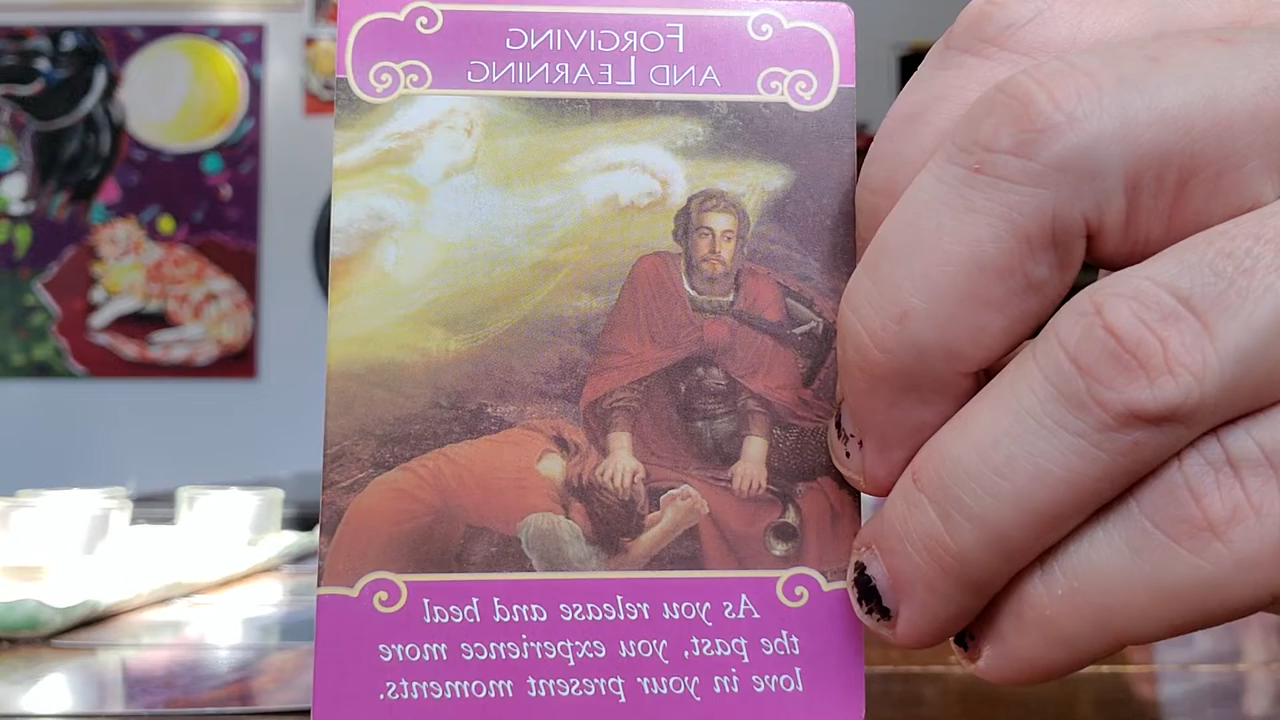 FORGIVING
AND LEARNING
As you release and heal
the past, you experience more
love in your present moments.